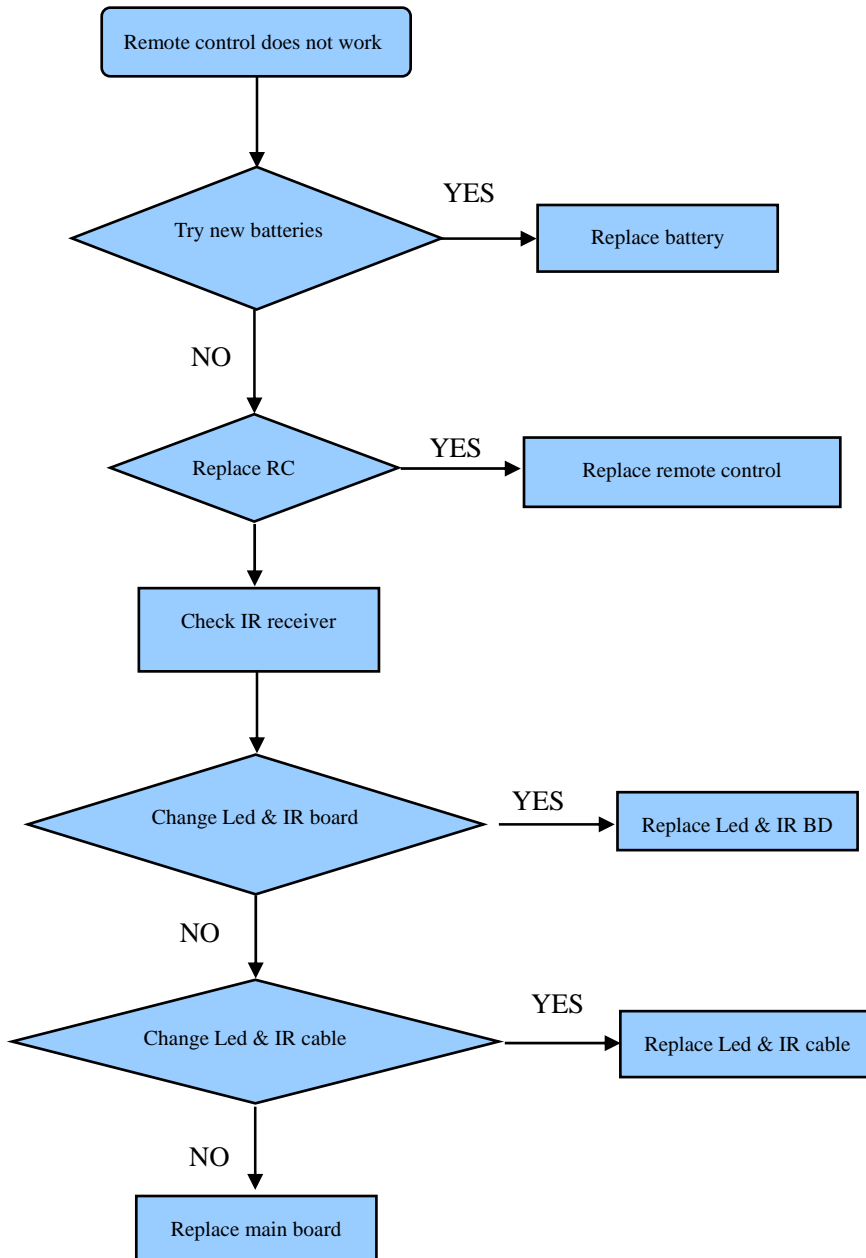 Remote control does not work
YES
Try new batteries
Replace battery
NO
YES
Replace RC
Replace remote control
Check IR receiver
YES
Change Led & IR board
Replace Led & IR BD
NO
YES
Change Led & IR cable
Replace Led & IR cable
NO
Replace main board